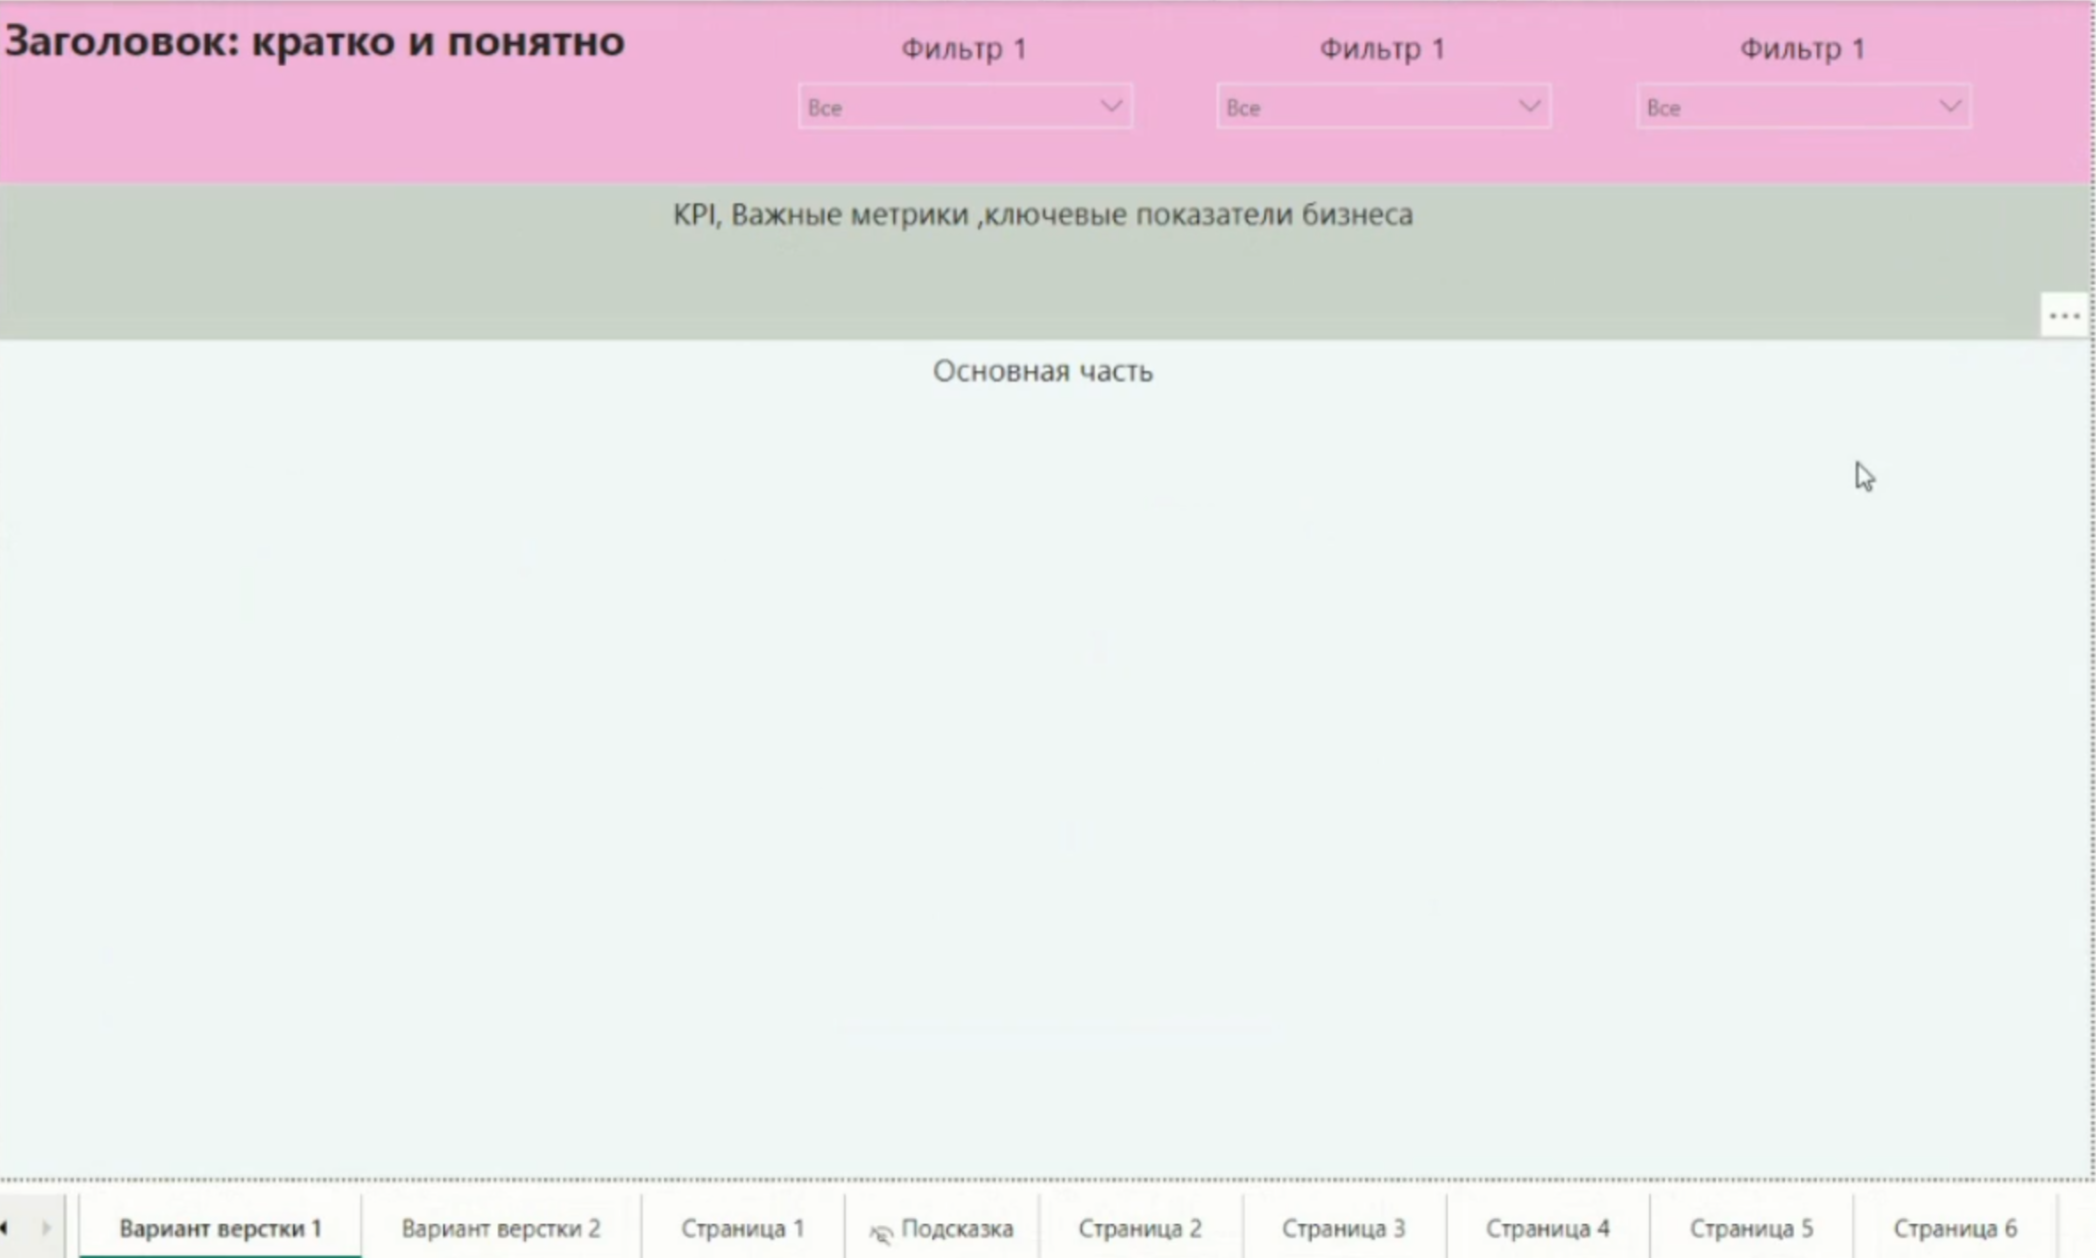 Заголовок: кратко и понятно
Фильтр 1 Фильтр 1 Фильтр 1
Все Все Все
KPI, Важные метрики ,ключевые показатели бизнеса
Основная часть
Вариант верстки 1 Вариант верстки 2 Страница 1 Подсказка Страница 2 Страница 3 Страница 4 Страница 5 Страница 6